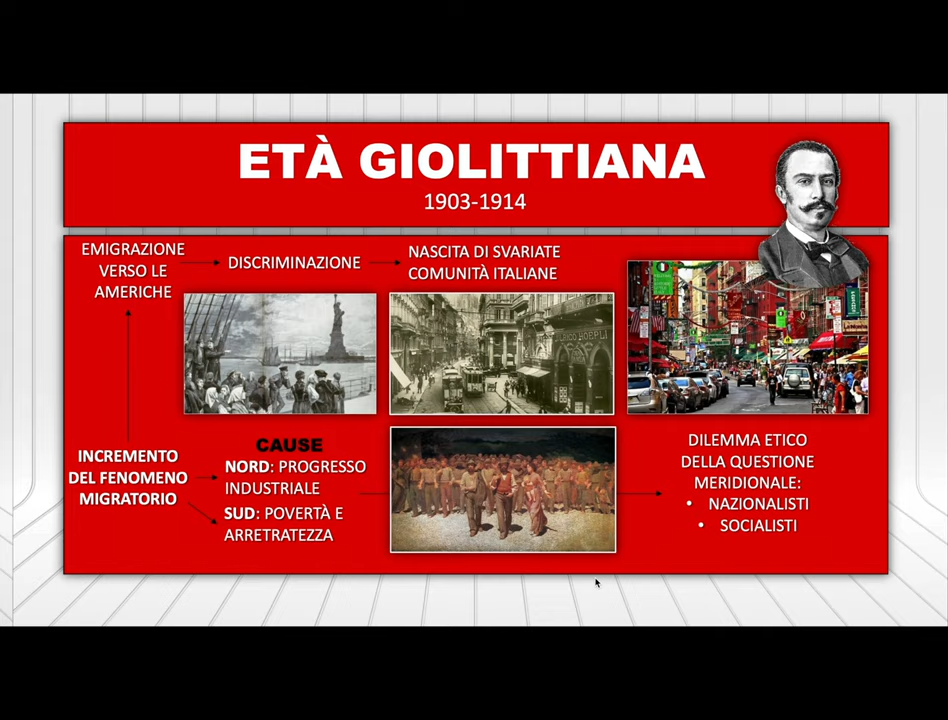 ETÀ GIOLITTIANA
1903-1914
EMIGRAZIONE
VERSO LE
AMERICHE
DISCRIMINAZIONE
NASCITA DI SVARIATE
COMUNITÀ ITALIANE
HOEPLI
INCREMENTO
DEL FENOMENO
MIGRATORIO
CAUSE
NORD: PROGRESSO
INDUSTRIALE
SUD: POVERTÀ E
ARRETRATEZZA
DILEMMA ETICO
DELLA QUESTIONE
MERIDIONALE:
• NAZIONALISTI
• SOCIALISTI